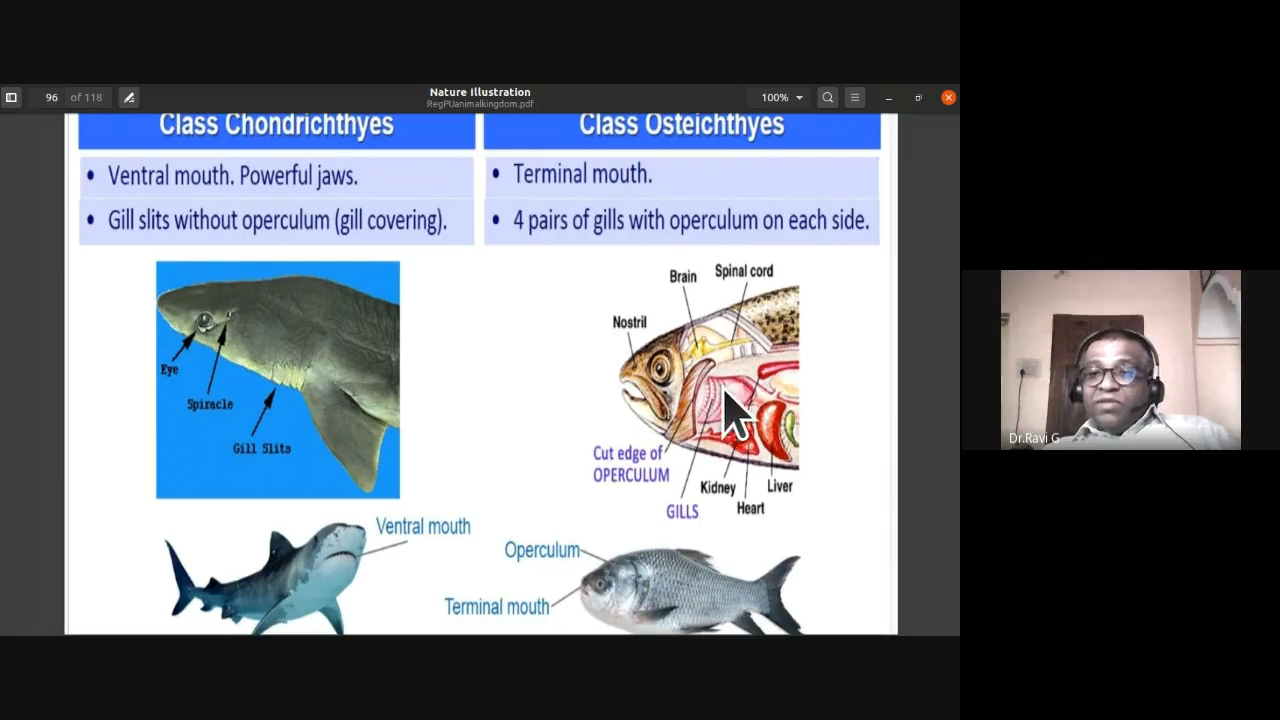 96 of 118
Nature Illustration
RegPUanimalkingdom.pdf
100%
Class Chondrichthyes
• Ventral mouth. Powerful jaws.
• Gill slits without operculum (gill covering).
Class Osteichthyes
• Terminal mouth.
• 4 pairs of gills with operculum on each side.
Eye
Spiracle
Gill Slits
Brain
Spinal cord
Nostril
Cut edge of
OPERCULUM
GILLS
Kidney
Heart
Liver
Ventral mouth
Operculum
Terminal mouth
Dr.Ravi G